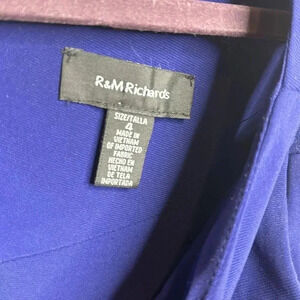 R&M Richards
SIZE/TALLA
4
MADE IN
VIETNAM
OF IMPORTED
FABRIC
HECHO EN
VIETNAM
DE TELA
IMPORTADA